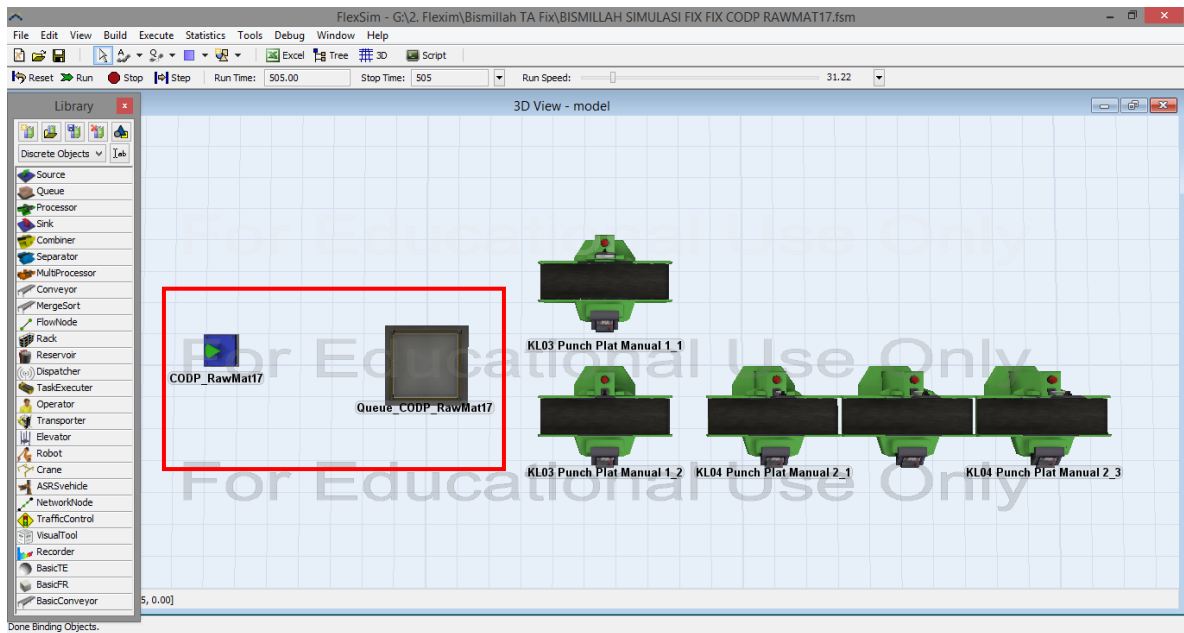 FlexSim - G:\2. Flexim\Bismillah TA Fix\BISMILLAH SIMULASI FIX FIX CODP RAWMAT17.fsm
File Edit View Build Execute Statistics Tools Debug Window Help
Excel Tree 3D Script
Reset Run Stop Step Run Time: 505.00 Stop Time: 505 Run Speed: 31.22
Library
3D View - model
Discrete Objects
Source
Queue
Processor
Sink
Combiner
Separator
MultiProcessor
Conveyor
MergeSort
FlowNode
Rack
Reservoir
Dispatcher
TaskExecuter
Operator
Transporter
Elevator
Robot
Crane
ASRSvehicle
NetworkNode
TrafficControl
VisualTool
Recorder
BasicTE
BasicFR
BasicConveyor
For Educational Use Only
KL03 Punch Plat Manual 1_1
For Educational Use Only
CODP_RawMat17
Queue_CODP_RawMat17
KL03 Punch Plat Manual 1_2
KL04 Punch Plat Manual 2_1
KL04 Punch Plat Manual 2_3
For Educational Use Only
5, 0.00]
Done Binding Objects.